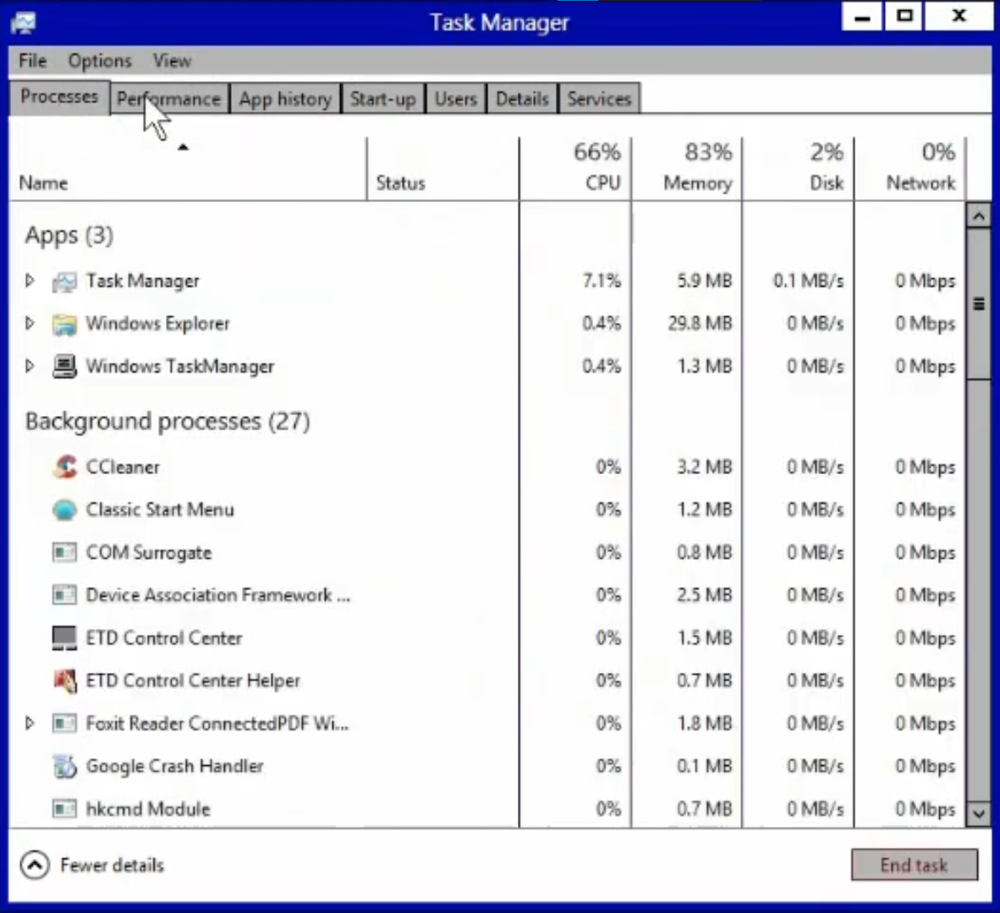 Task Manager
File Options View
Processes Performance App history Start-up Users Details Services
66% 83% 2% 0%
Name Status CPU Memory Disk Network
Apps (3)
Task Manager 7.1% 5.9 MB 0.1 MB/s 0 Mbps
Windows Explorer 0.4% 29.8 MB 0 MB/s 0 Mbps
Windows TaskManager 0.4% 1.3 MB 0 MB/s 0 Mbps
Background processes (27)
CCleaner 0% 3.2 MB 0 MB/s 0 Mbps
Classic Start Menu 0% 1.2 MB 0 MB/s 0 Mbps
COM Surrogate 0% 0.8 MB 0 MB/s 0 Mbps
Device Association Framework ... 0% 2.5 MB 0 MB/s 0 Mbps
ETD Control Center 0% 1.5 MB 0 MB/s 0 Mbps
ETD Control Center Helper 0% 0.7 MB 0 MB/s 0 Mbps
Foxit Reader ConnectedPDF Wi... 0% 1.8 MB 0 MB/s 0 Mbps
Google Crash Handler 0% 0.1 MB 0 MB/s 0 Mbps
hkcmd Module 0% 0.7 MB 0 MB/s 0 Mbps
Fewer details End task